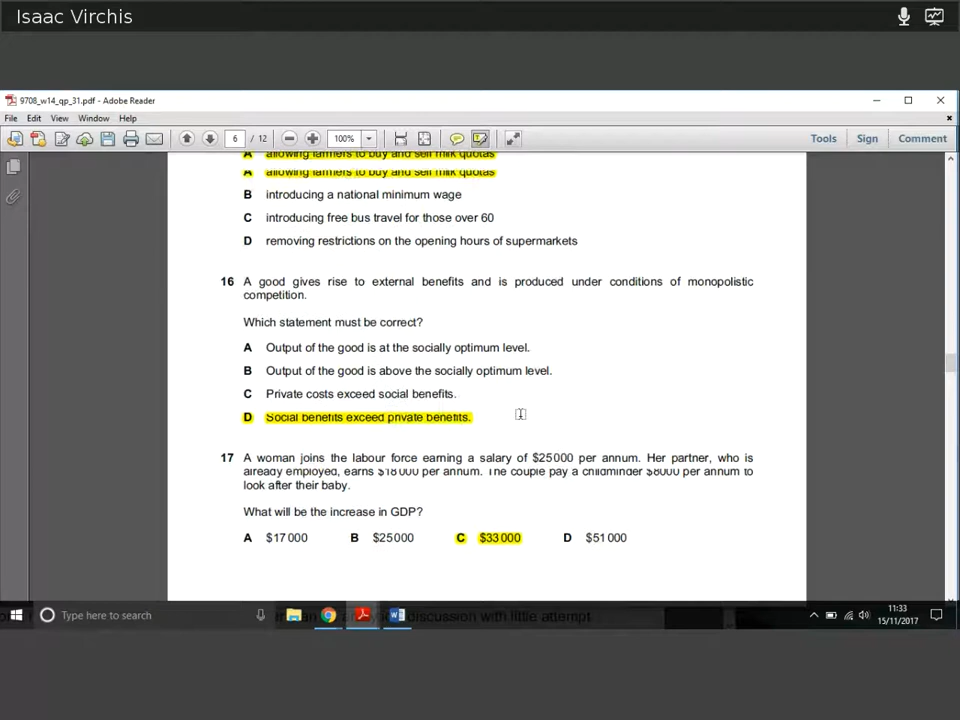 Isaac Virchis
9708_w14_qp_31.pdf - Adobe Reader
File Edit View Window Help
6 / 12 100% Tools Sign Comment
A allowing farmers to buy and sell milk quotas
A allowing farmers to buy and sell milk quotas
B introducing a national minimum wage
C introducing free bus travel for those over 60
D removing restrictions on the opening hours of supermarkets
16 A good gives rise to external benefits and is produced under conditions of monopolistic
competition.
Which statement must be correct?
A Output of the good is at the socially optimum level.
B Output of the good is above the socially optimum level.
C Private costs exceed social benefits.
D Social benefits exceed private benefits.
17 A woman joins the labour force earning a salary of $25000 per annum. Her partner, who is
already employed, earns $18000 per annum. The couple pay a childminder $8000 per annum to
look after their baby.
What will be the increase in GDP?
A $17000 B $25000 C $33000 D $51000
Type here to search
discussion with little attempt
11:33
15/11/2017